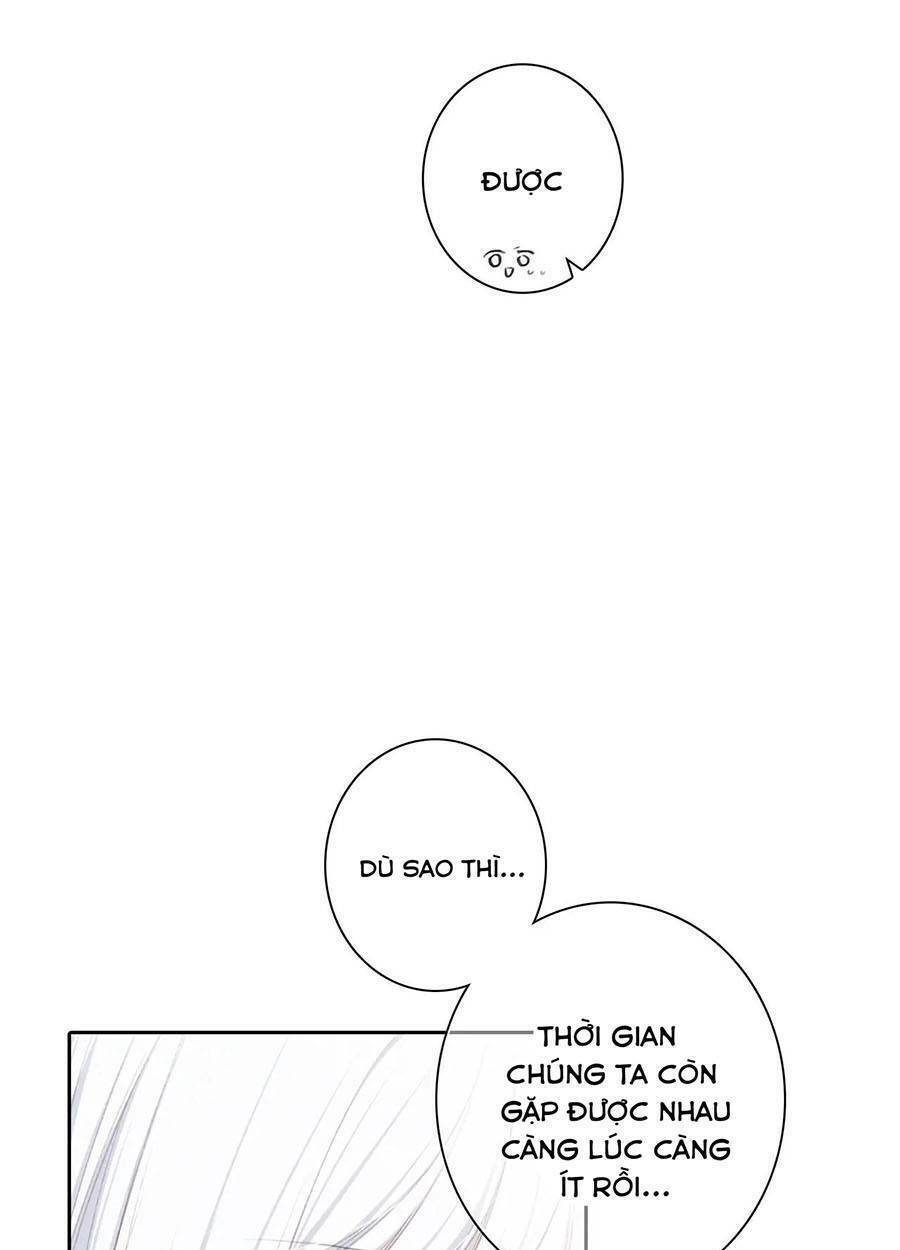 ĐƯỢC
DÙ SAO THÌ...
THỜI GIAN
CHÚNG TA CÒN
GẶP ĐƯỢC NHAU
CÀNG LÚC CÀNG
ÍT RỒI...